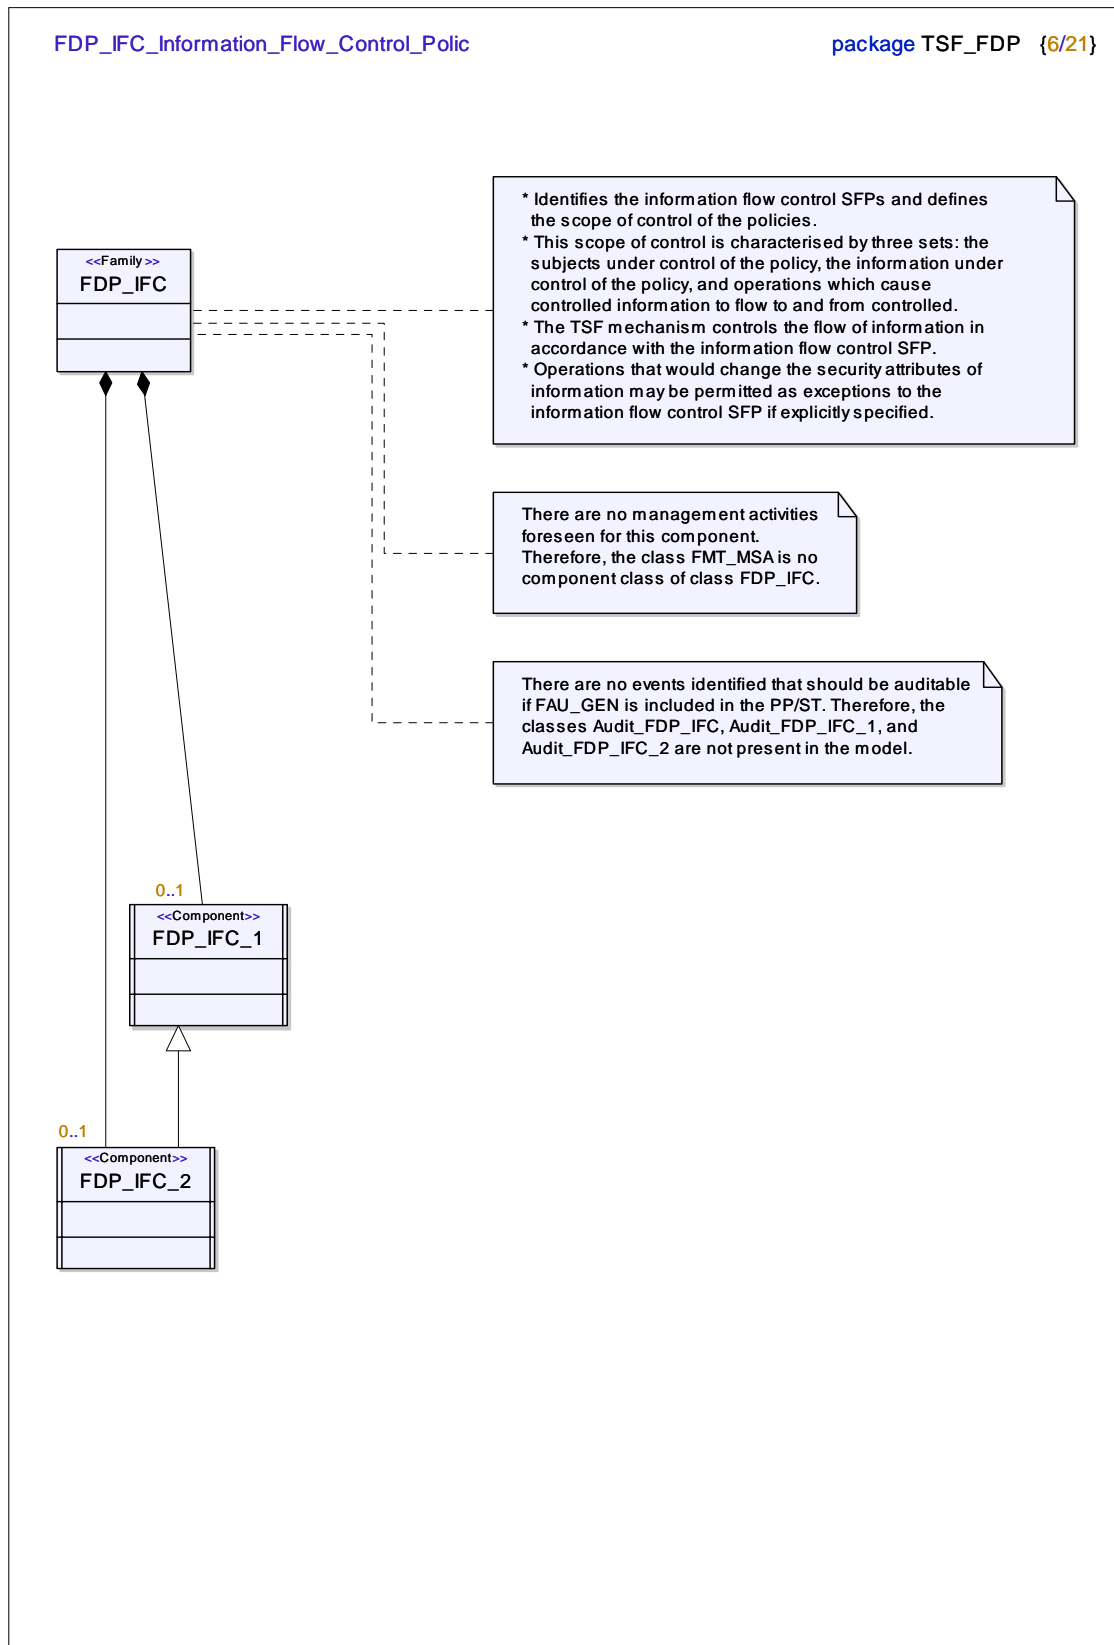 FDP_IFC_Information_Flow_Control_Polic
package TSF_FDP {6/21}
* Identifies the information flow control SFPs and defines
the scope of control of the policies.
* This scope of control is characterised by three sets: the
subjects under control of the policy, the information under
control of the policy, and operations which cause
controlled information to flow to and from controlled.
* The TSF mechanism controls the flow of information in
accordance with the information flow control SFP.
* Operations that would change the security attributes of
information may be permitted as exceptions to the
information flow control SFP if explicitly specified.
<<Family>>
FDP_IFC
There are no management activities
foreseen for this component.
Therefore, the class FMT_MSA is no
component class of class FDP_IFC.
There are no events identified that should be auditable
if FAU_GEN is included in the PP/ST. Therefore, the
classes Audit_FDP_IFC, Audit_FDP_IFC_1, and
Audit_FDP_IFC_2 are not present in the model.
0..1
<<Component>>
FDP_IFC_1
0..1
<<Component>>
FDP_IFC_2